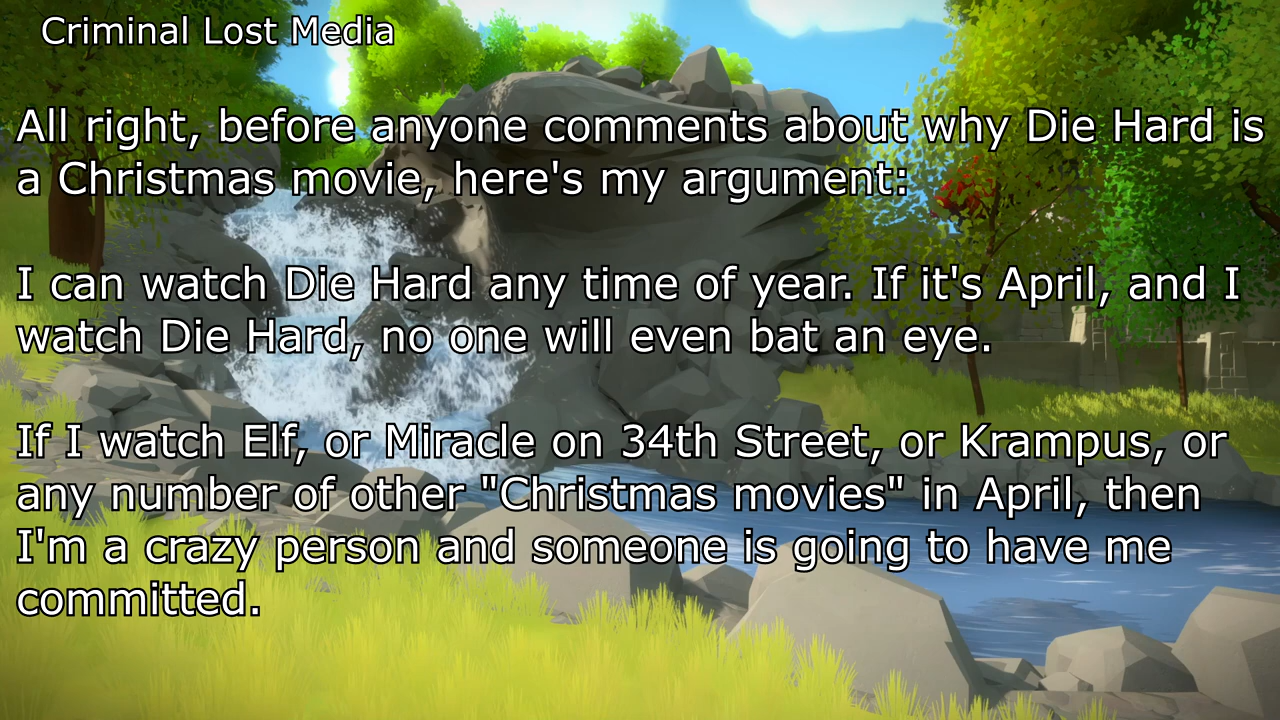 Criminal Lost Media
All right, before anyone comments about why Die Hard is
a Christmas movie, here's my argument:
I can watch Die Hard any time of year. If it's April, and I
watch Die Hard, no one will even bat an eye.
If I watch Elf, or Miracle on 34th Street, or Krampus, or
any number of other "Christmas movies" in April, then
I'm a crazy person and someone is going to have me
committed.